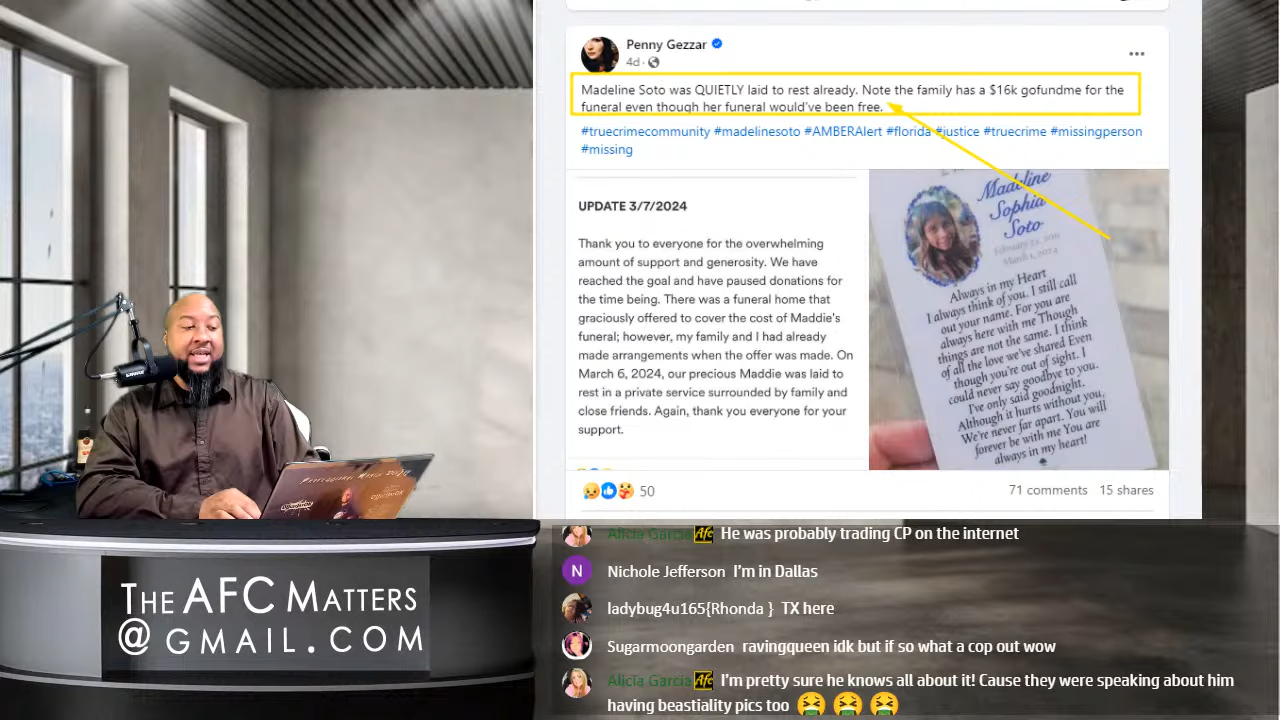 Penny Gezzar
4d
Madeline Soto was QUIETLY laid to rest already. Note the family has a $16k gofundme for the
funeral even though her funeral would've been free.
#truecrimecommunity #madelinesoto #AMBERAlert #florida #justice #truecrime #missingperson
#missing
UPDATE 3/7/2024
Thank you to everyone for the overwhelming
amount of support and generosity. We have
reached the goal and have paused donations for
the time being. There was a funeral home that
graciously offered to cover the cost of Maddie's
funeral; however, my family and I had already
made arrangements when the offer was made. On
March 6, 2024, our precious Maddie was laid to
rest in a private service surrounded by family and
close friends. Again, thank you everyone for your
support.
Madeline
Sophia
Soto
Always in my Heart
I always think of you. I still call
out your name. For you are
always here with me Though
things are not the same. I think
of all the love we've shared Even
though you're out of sight. I
could never say goodbye to you.
I've only said goodnight.
Although it hurts without you,
We're never far apart. You will
forever be with me You are
always in my heart!
50
71 comments 15 shares
THE AFC MATTERS
@GMAIL.COM
Alicia Garcia Afc He was probably trading CP on the internet
N
Nichole Jefferson I'm in Dallas
ladybug4u165{Rhonda } TX here
Sugarmoongarden ravingqueen idk but if so what a cop out wow
Alicia Garcia Afc I'm pretty sure he knows all about it! Cause they were speaking about him
having beastiality pics too